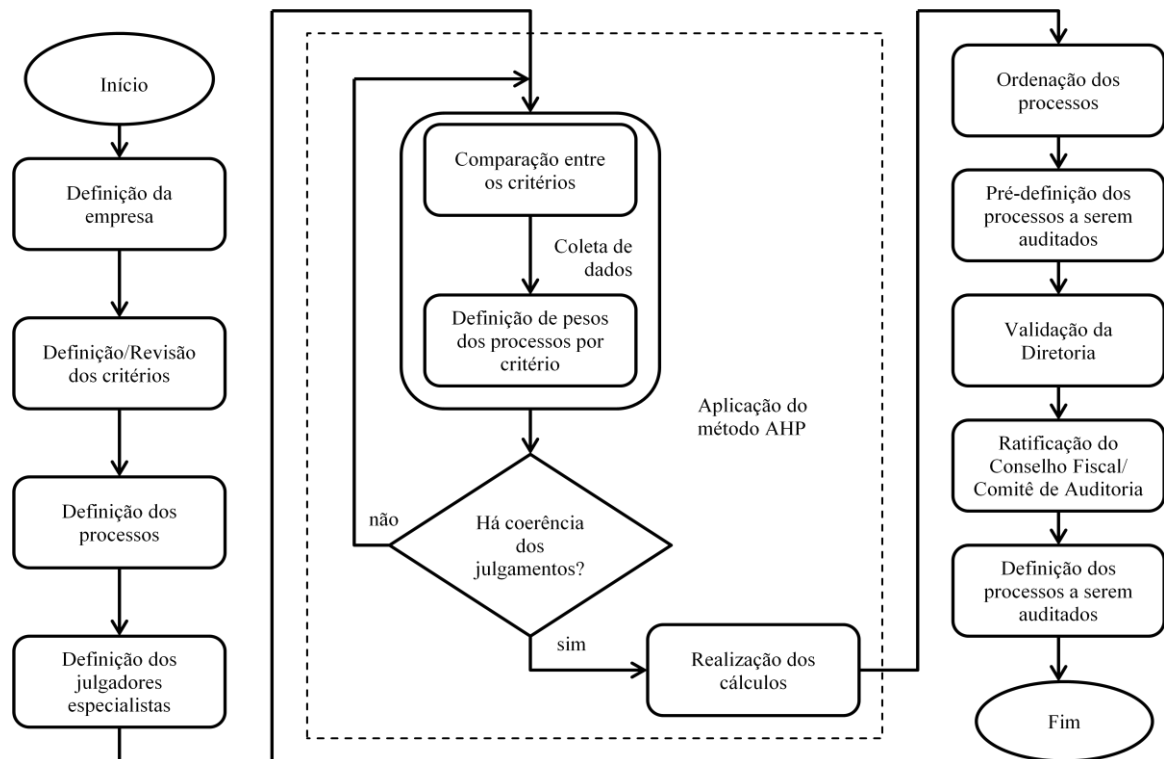 Início
Definição da
empresa
Definição/Revisão
dos critérios
Definição dos
processos
Definição dos
julgadores
especialistas
Comparação entre
os critérios
Coleta de
dados
Definição de pesos
dos processos por
critério
Aplicação do
método AHP
Há coerência
dos
julgamentos?
não
sim
Realização dos
cálculos
Ordenação dos
processos
Pré-definição dos
processos a serem
auditados
Validação da
Diretoria
Ratificação do
Conselho Fiscal/
Comitê de Auditoria
Definição dos
processos a serem
auditados
Fim